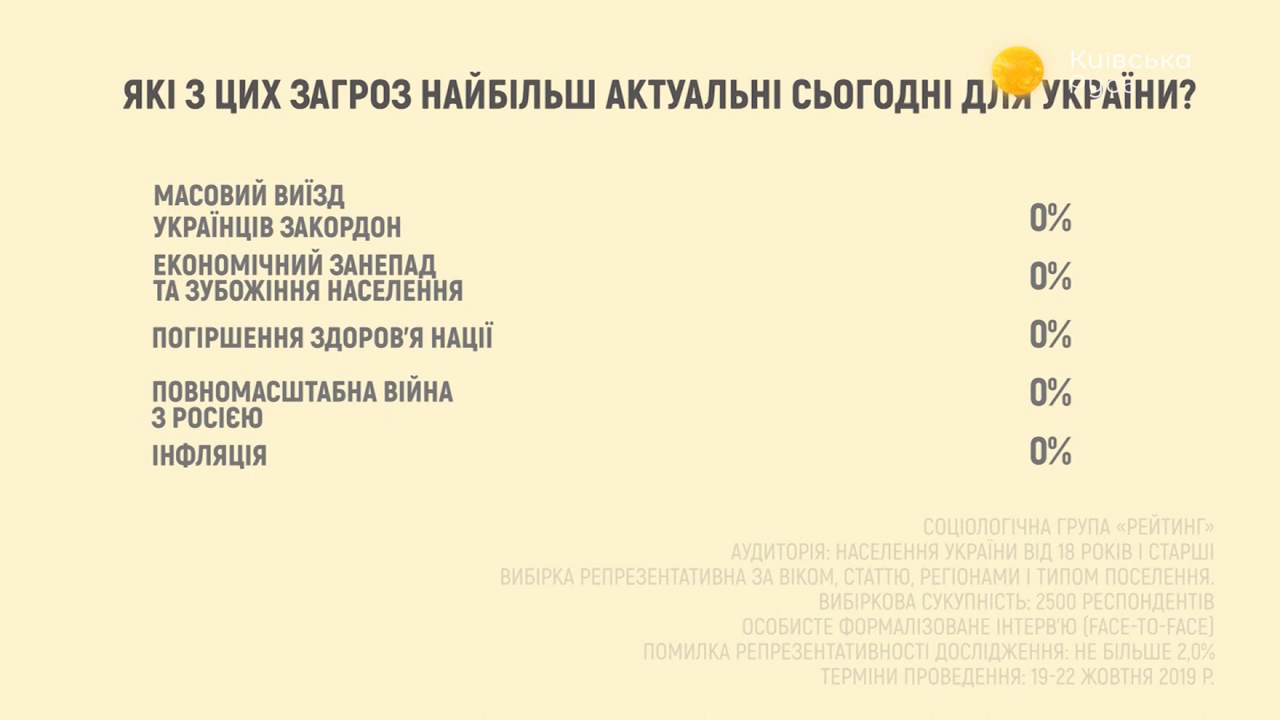 Київська
Русь
ЯКІ З ЦИХ ЗАГРОЗ НАЙБІЛЬШ АКТУАЛЬНІ СЬОГОДНІ ДЛЯ УКРАЇНИ?
МАСОВИЙ ВИЇЗД
УКРАЇНЦІВ ЗАКОРДОН
0%
ЕКОНОМІЧНИЙ ЗАНЕПАД
ТА ЗУБОЖІННЯ НАСЕЛЕННЯ
0%
ПОГІРШЕННЯ ЗДОРОВ'Я НАЦІЇ
0%
ПОВНОМАСШТАБНА ВІЙНА
З РОСІЄЮ
0%
ІНФЛЯЦІЯ
0%
СОЦІОЛОГІЧНА ГРУПА «РЕЙТИНГ»
АУДИТОРІЯ: НАСЕЛЕННЯ УКРАЇНИ ВІД 18 РОКІВ І СТАРШІ
ВИБІРКА РЕПРЕЗЕНТАТИВНА ЗА ВІКОМ, СТАТТЮ, РЕГІОНАМИ І ТИПОМ ПОСЕЛЕННЯ.
ВИБІРКОВА СУКУПНІСТЬ: 2500 РЕСПОНДЕНТІВ
ОСОБИСТЕ ФОРМАЛІЗОВАНЕ ІНТЕРВ'Ю (FACE-TO-FACE)
ПОМИЛКА РЕПРЕЗЕНТАТИВНОСТІ ДОСЛІДЖЕННЯ: НЕ БІЛЬШЕ 2,0%
ТЕРМІНИ ПРОВЕДЕННЯ: 19-22 ЖОВТНЯ 2019 Р.